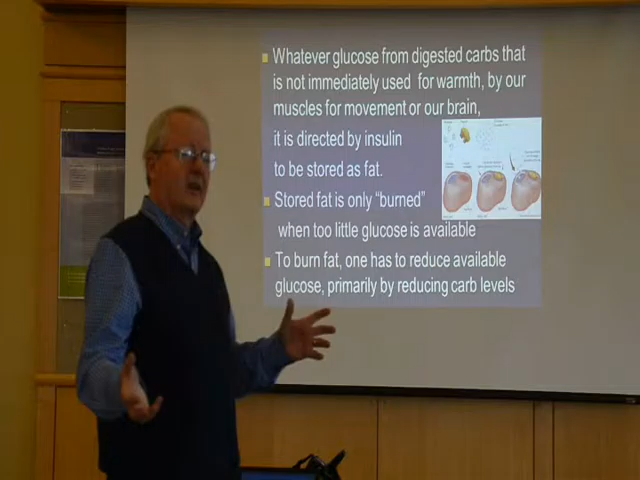 Whatever glucose from digested carbs that
is not immediately used for warmth, by our
muscles for movement or our brain,
it is directed by insulin
to be stored as fat.
Stored fat is only “burned”
when too little glucose is available
To burn fat, one has to reduce available
glucose, primarily by reducing carb levels